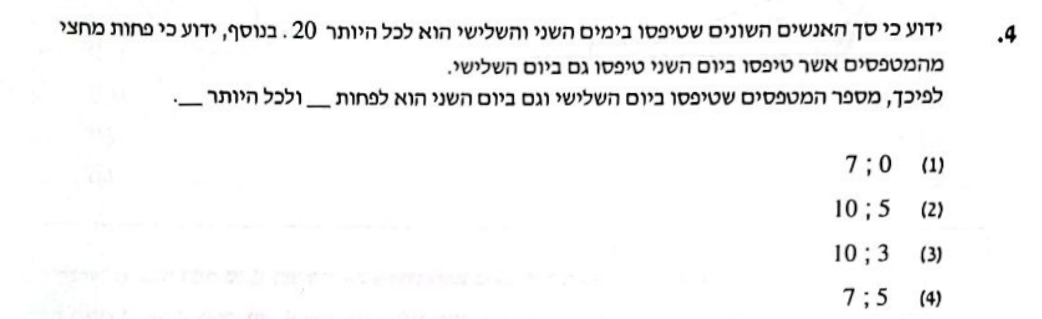 4. ידוע כי סך האנשים השונים שטיפסו בימים השני והשלישי הוא לכל היותר 20. בנוסף, ידוע כי פחות מחצי
מהמטפסים אשר טיפסו ביום השני טיפסו גם ביום השלישי.
לפיכך, מספר המטפסים שטיפסו ביום השלישי וגם ביום השני הוא לפחות __ ולכל היותר __.
(1) 7 ; 0
(2) 10 ; 5
(3) 10 ; 3
(4) 7 ; 5